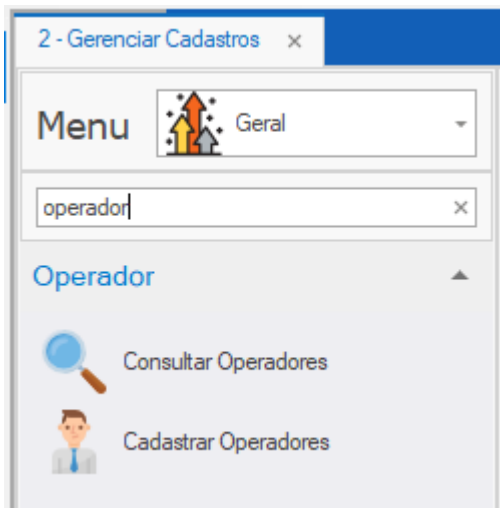 2 - Gerenciar Cadastros
Menu Geral
operador
Operador
Consultar Operadores
Cadastrar Operadores